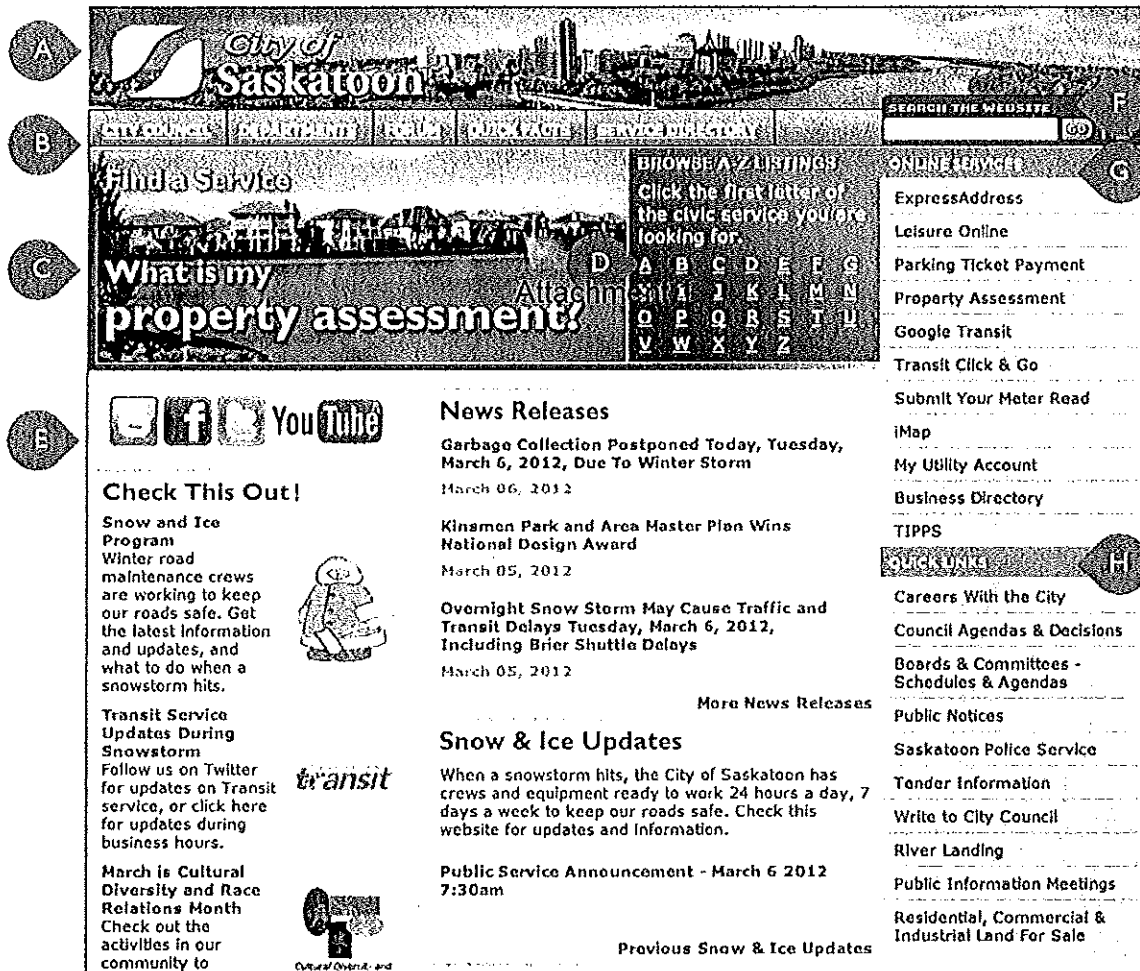 A
City of
Saskatoon
F
SEARCH THE WEBSITE
GO
B
CITY COUNCIL
DEPARTMENTS
FORUM
QUICK FACTS
SERVICE DIRECTORY
C
Find a Service
What is my
property assessment?
Attachment
D
BROWSE A-Z LISTINGS
Click the first letter of
the civic service you are
looking for.
A B C D E F G
I J K L M N
O P Q R S T U
V W X Y Z
G
ONLINE SERVICES
ExpressAddress
Leisure Online
Parking Ticket Payment
Property Assessment
Google Transit
Transit Click & Go
Submit Your Meter Read
iMap
My Utility Account
Business Directory
TIPPS
H
QUICK LINKS
Careers With the City
Council Agendas & Decisions
Boards & Committees -
Schedules & Agendas
Public Notices
Saskatoon Police Service
Tender Information
Write to City Council
River Landing
Public Information Meetings
Residential, Commercial &
Industrial Land For Sale
E
f
You Tube
Check This Out!
Snow and Ice
Program
Winter road
maintenance crews
are working to keep
our roads safe. Get
the latest information
and updates, and
what to do when a
snowstorm hits.
Transit Service
Updates During
Snowstorm
Follow us on Twitter
for updates on Transit
service, or click here
for updates during
business hours.
transit
March is Cultural
Diversity and Race
Relations Month
Check out the
activities in our
community to
Cultural Diversity and
News Releases
Garbage Collection Postponed Today, Tuesday,
March 6, 2012, Due To Winter Storm
March 06, 2012
Kinsmen Park and Area Master Plan Wins
National Design Award
March 05, 2012
Overnight Snow Storm May Cause Traffic and
Transit Delays Tuesday, March 6, 2012,
Including Brier Shuttle Delays
March 05, 2012
More News Releases
Snow & Ice Updates
When a snowstorm hits, the City of Saskatoon has
crews and equipment ready to work 24 hours a day, 7
days a week to keep our roads safe. Check this
website for updates and information.
Public Service Announcement - March 6 2012
7:30am
Previous Snow & Ice Updates